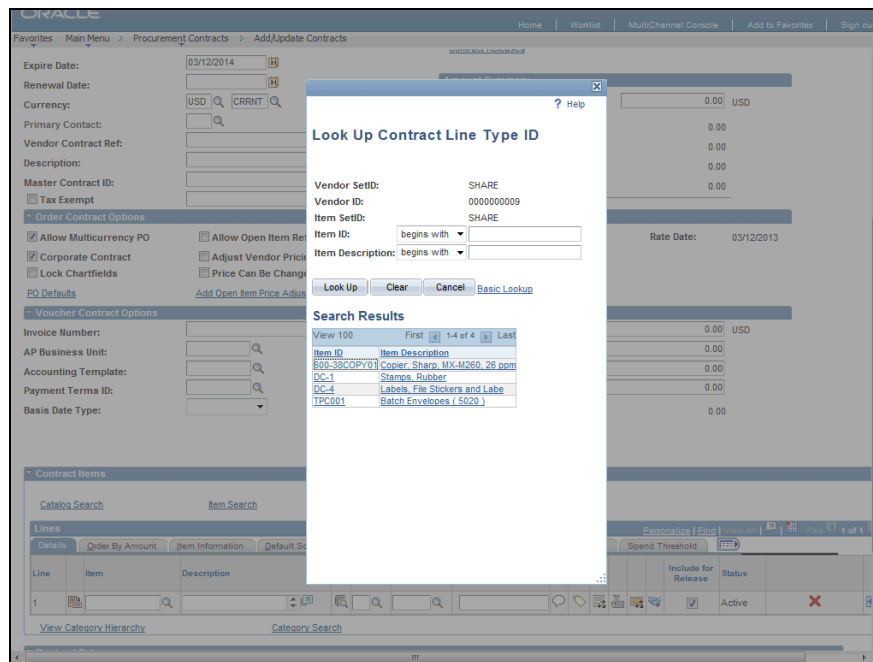 ORACLE
Home | Worklist | MultiChannel Console | Add to Favorites | Sign ou
Favorites Main Menu > Procurement Contracts > Add/Update Contracts
Contract Releases
Expire Date: 03/12/2014
Renewal Date:
Amount Summary
Currency: USD CRRNT
0.00 USD
Primary Contact:
0.00
Vendor Contract Ref:
0.00
Description:
0.00
Master Contract ID:
0.00
Tax Exempt
Order Contract Options
Allow Multicurrency PO
Allow Open Item Ref
Rate Date: 03/12/2013
Corporate Contract
Adjust Vendor Pricin
Lock Chartfields
Price Can Be Change
PO Defaults
Add Open Item Price Adjus
Voucher Contract Options
Invoice Number:
0.00 USD
AP Business Unit:
0.00
Accounting Template:
0.00
Payment Terms ID:
0.00
Basis Date Type:
0.00
? Help
Look Up Contract Line Type ID
Vendor SetID: SHARE
Vendor ID: 0000000009
Item SetID: SHARE
Item ID: begins with
Item Description: begins with
Look Up Clear Cancel Basic Lookup
Search Results
View 100 First 1-4 of 4 Last
Item ID Item Description
600-38COPY01 Copier, Sharp, MX-M260, 26 ppm
DC-1 Stamps, Rubber
DC-4 Labels, File Stickers and Labe
TPC001 Batch Envelopes ( 5020 )
Contract Items
Catalog Search Item Search
Lines
Personalize | Find | View All | First 1 of 1
Details Order By Amount Item Information Default Sc Spend Threshold
Line Item Description Include for Release Status
1 Active
View Category Hierarchy Category Search